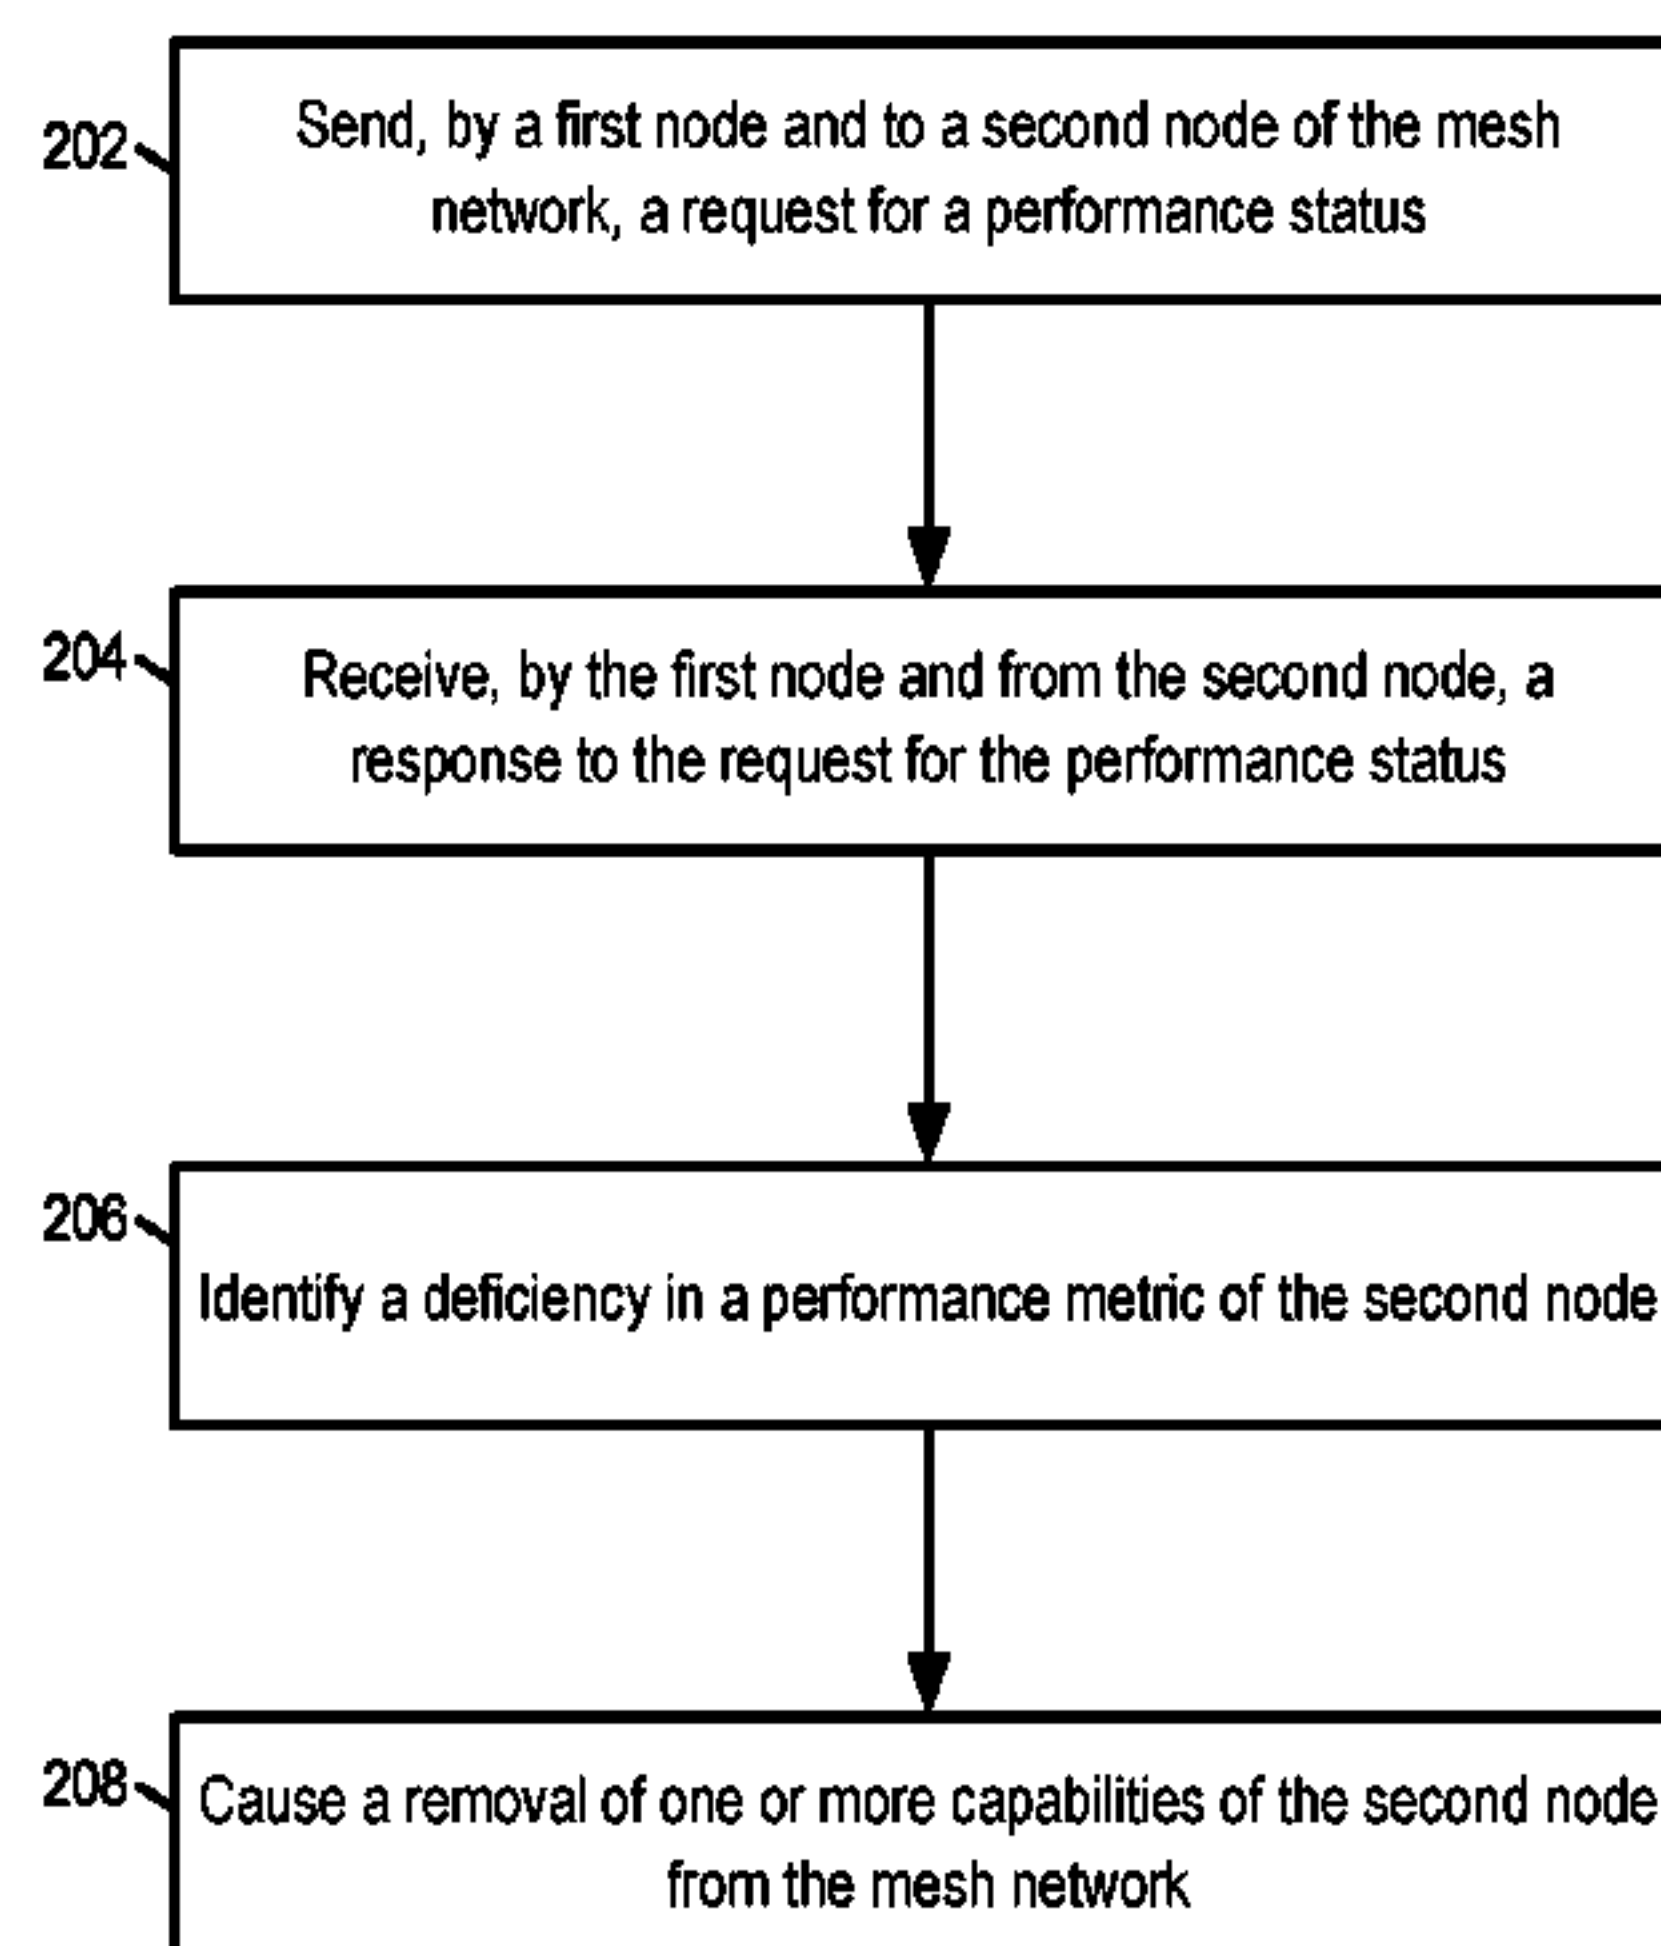 202
Send, by a first node and to a second node of the mesh
network, a request for a performance status
204
Receive, by the first node and from the second node, a
response to the request for the performance status
206
Identify a deficiency in a performance metric of the second node
208
Cause a removal of one or more capabilities of the second node
from the mesh network